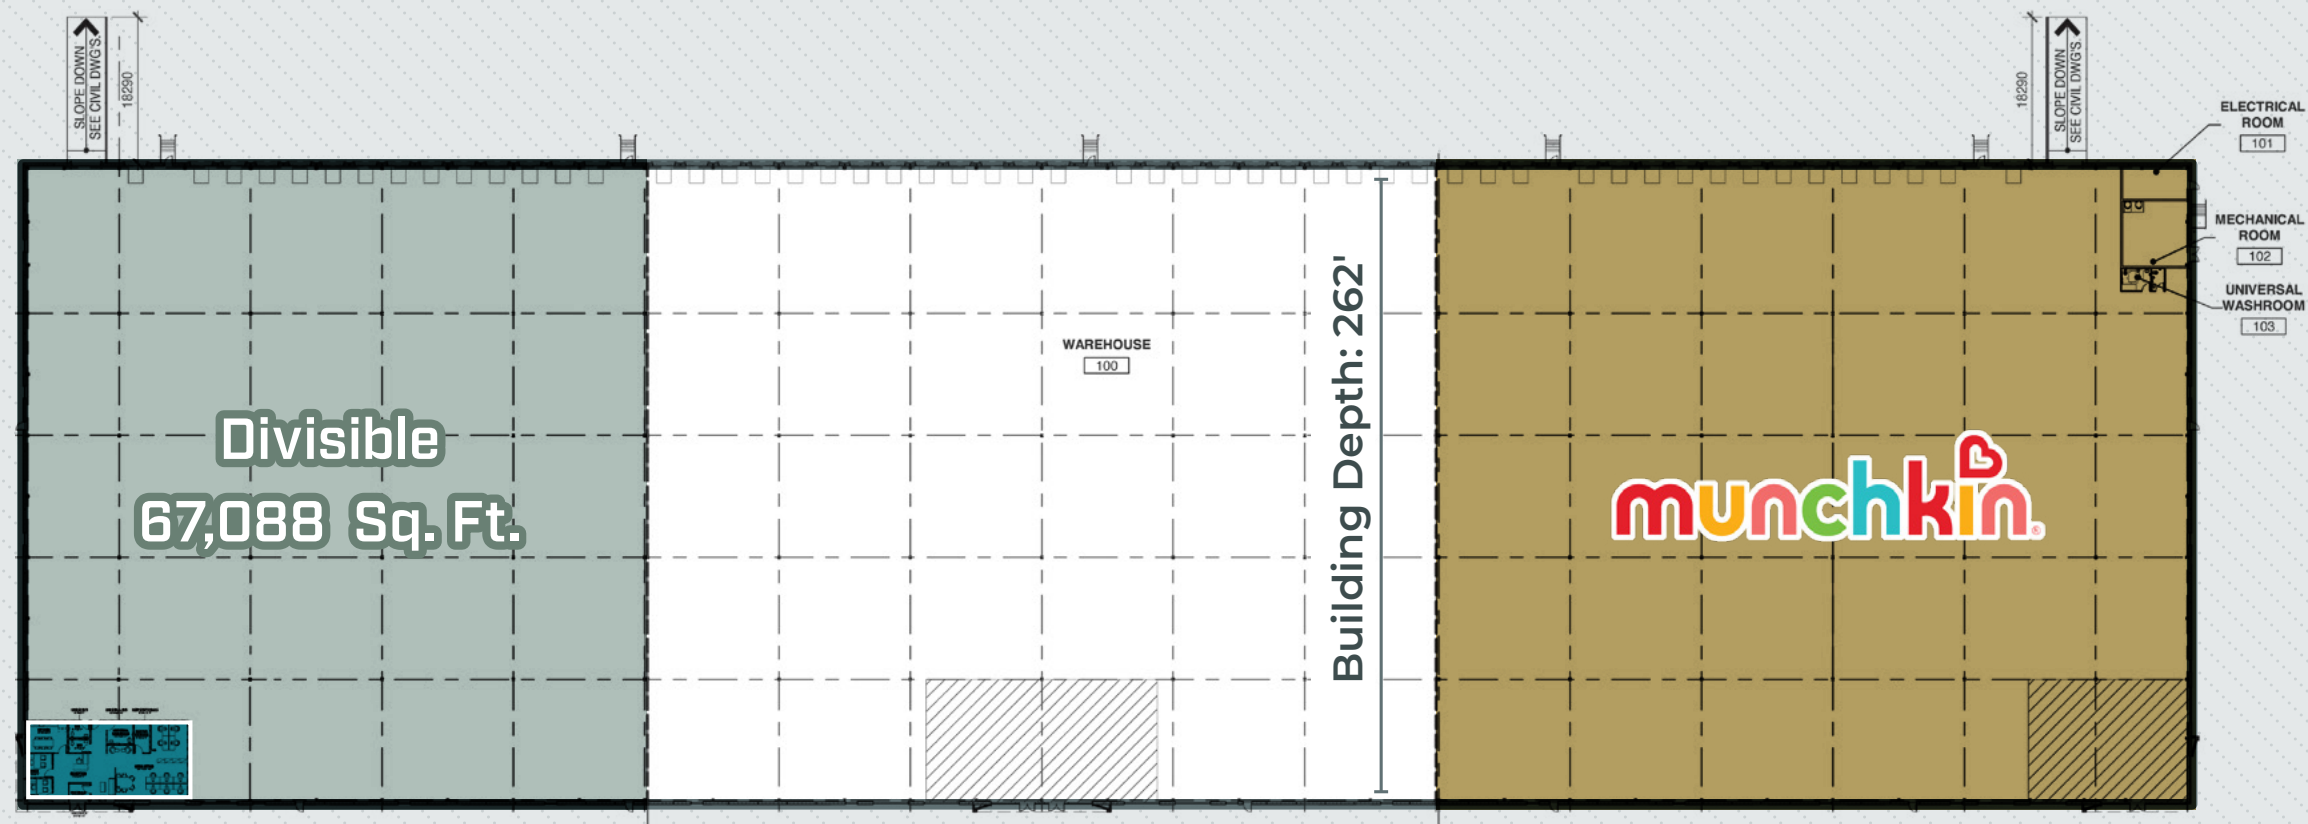 SLOPE DOWN
SEE CIVIL DWG'S.
18290
18290
SLOPE DOWN
SEE CIVIL DWG'S.
ELECTRICAL
ROOM
101
MECHANICAL
ROOM
102
UNIVERSAL
WASHROOM
103
WAREHOUSE
100
Building Depth: 262'
Divisible
67,088 Sq. Ft.
munchkin®